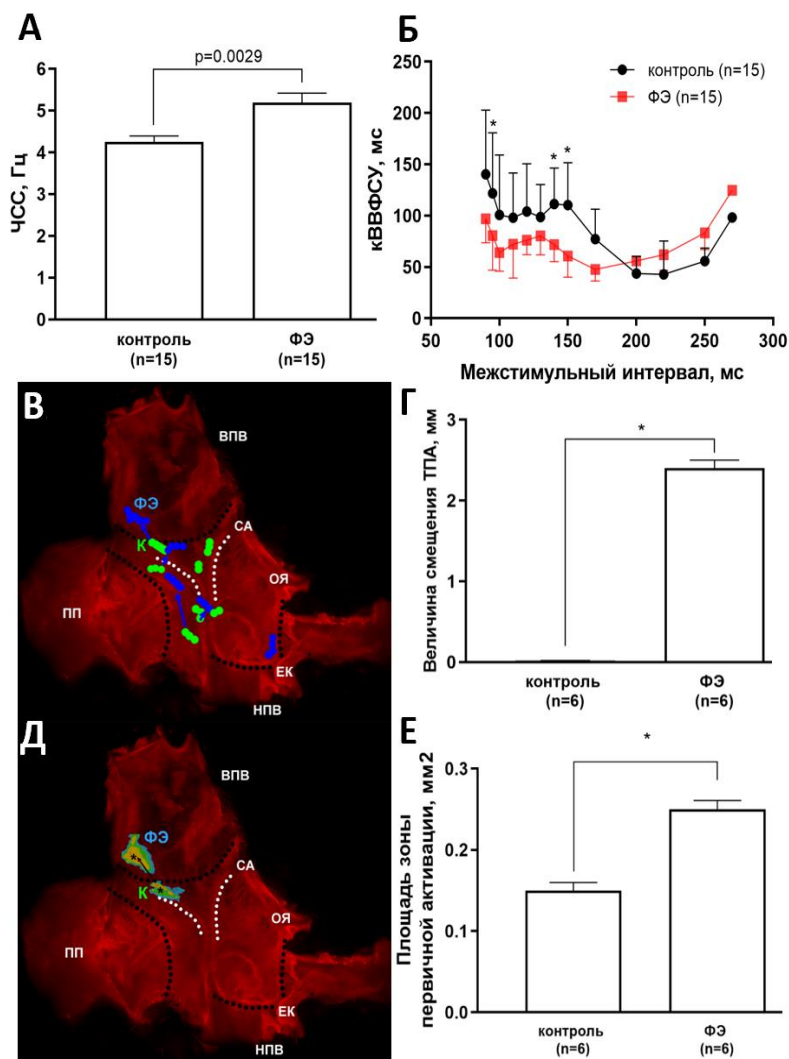 А
p=0.0029
ЧСС, Гц
6
5
4
3
2
1
0
контроль
(n=15)
ФЭ
(n=15)
Б
контроль (n=15)
ФЭ (n=15)
кВВФСУ, мс
250
200
150
100
50
0
* * *
50 100 150 200 250 300
Межстимульный интервал, мс
В
ВПВ
ФЭ
К
СА
ОЯ
ПП
ЕК
НПВ
Г
*
Величина смещения ТПА, мм
3
2
1
0
контроль
(n=6)
ФЭ
(n=6)
Д
ВПВ
ФЭ
*
К
*
СА
ОЯ
ПП
ЕК
НПВ
Е
*
Площадь зоны
первичной активации, мм2
0.3
0.2
0.1
0.0
контроль
(n=6)
ФЭ
(n=6)